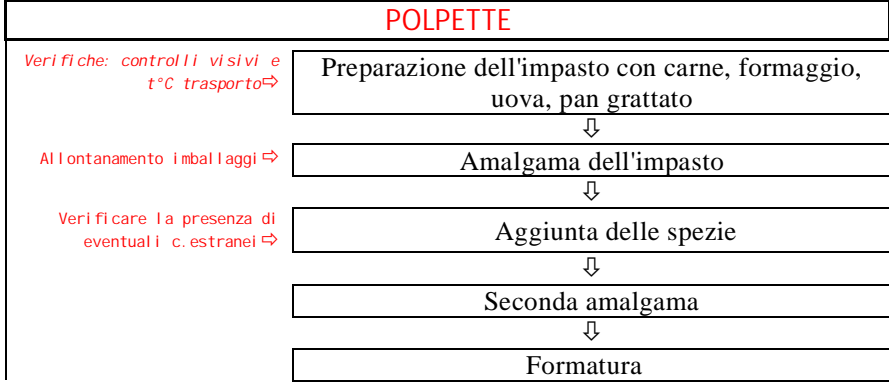 POLPETTE
Verifiche: controlli visivi e
t°C trasporto⇨
Preparazione dell'impasto con carne, formaggio,
uova, pan grattato
⇩
Allontanamento imballaggi⇨
Amalgama dell'impasto
⇩
Verificare la presenza di
eventuali c.estranei⇨
Aggiunta delle spezie
⇩
Seconda amalgama
⇩
Formatura